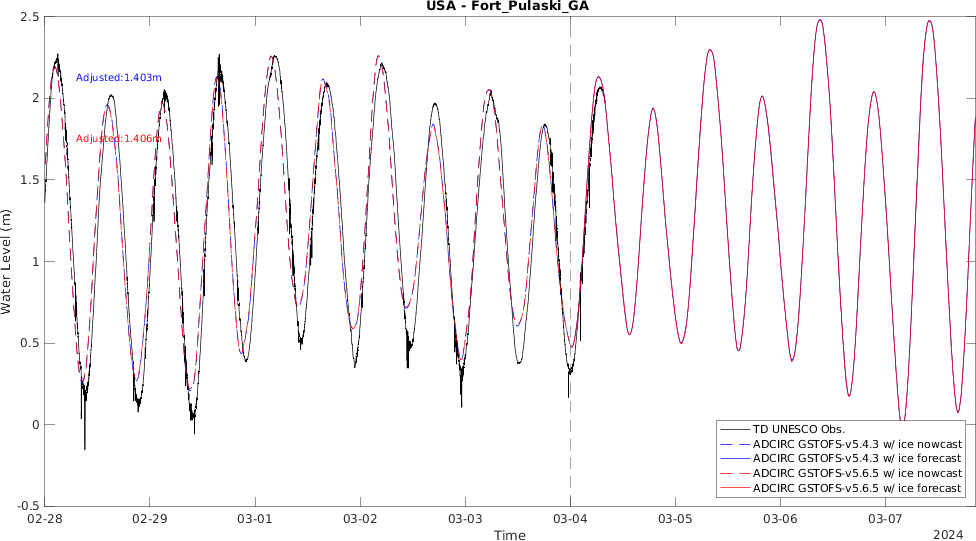 USA - Fort_Pulaski_GA
2.5
2
1.5
1
0.5
0
-0.5
Water Level (m)
Adjusted:1.403m
Adjusted:1.406m
TD UNESCO Obs.
ADCIRC GSTOFS-v5.4.3 w/ ice nowcast
ADCIRC GSTOFS-v5.4.3 w/ ice forecast
ADCIRC GSTOFS-v5.6.5 w/ ice nowcast
ADCIRC GSTOFS-v5.6.5 w/ ice forecast
02-28 02-29 03-01 03-02 03-03 03-04 03-05 03-06 03-07
Time
2024